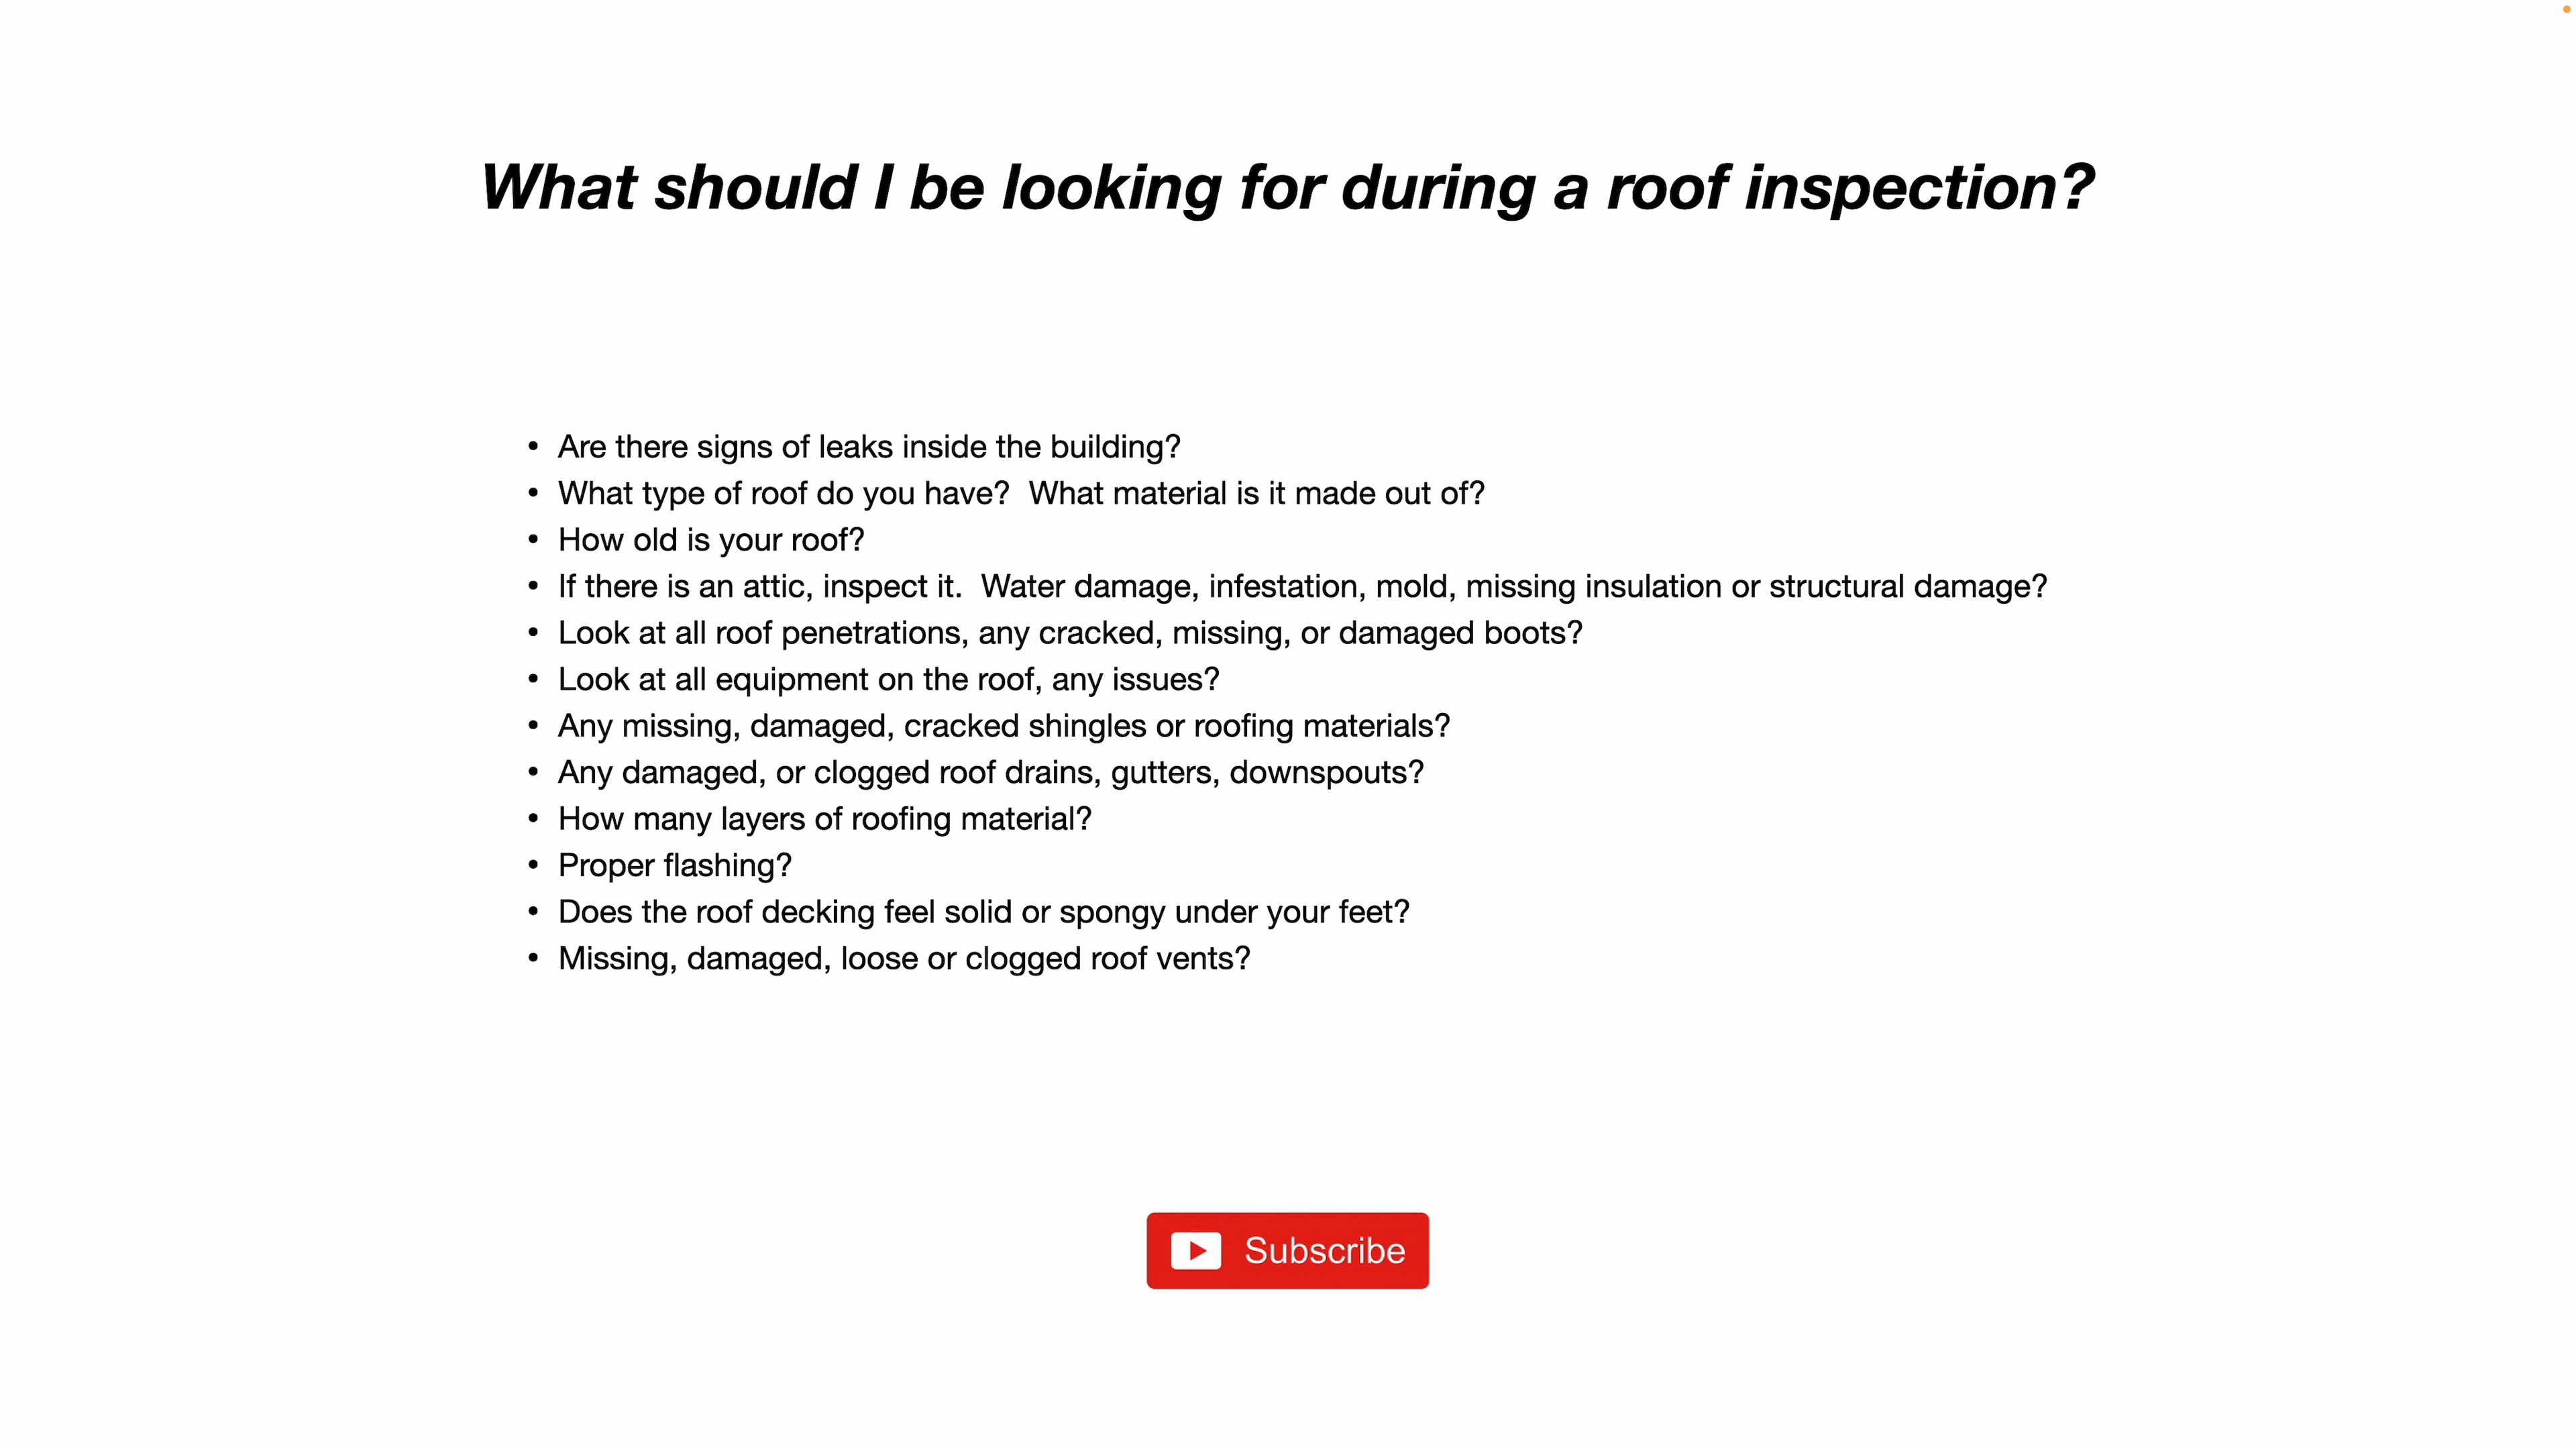 What should I be looking for during a roof inspection?
• Are there signs of leaks inside the building?
• What type of roof do you have?  What material is it made out of?
• How old is your roof?
• If there is an attic, inspect it.  Water damage, infestation, mold, missing insulation or structural damage?
• Look at all roof penetrations, any cracked, missing, or damaged boots?
• Look at all equipment on the roof, any issues?
• Any missing, damaged, cracked shingles or roofing materials?
• Any damaged, or clogged roof drains, gutters, downspouts?
• How many layers of roofing material?
• Proper flashing?
• Does the roof decking feel solid or spongy under your feet?
• Missing, damaged, loose or clogged roof vents?
Subscribe